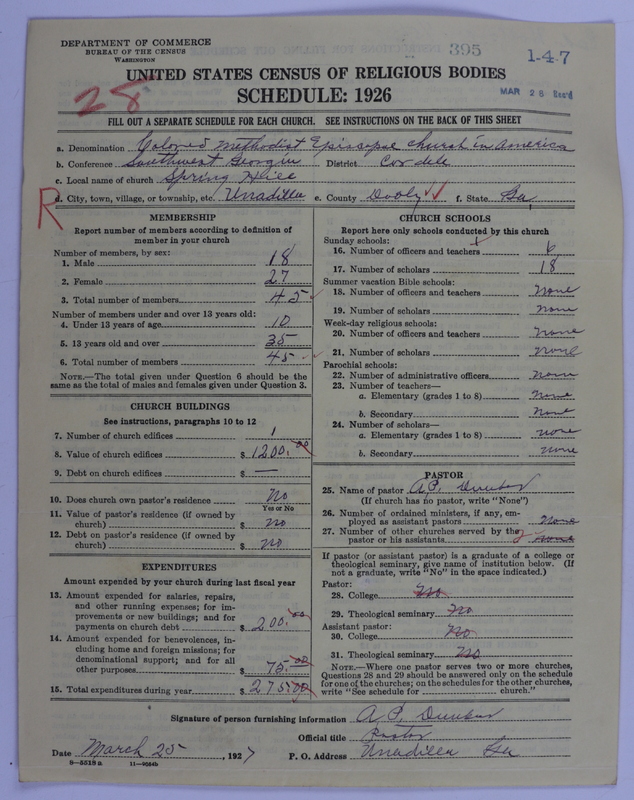 DEPARTMENT OF COMMERCE
BUREAU OF THE CENSUS
WASHINGTON
395
1-4-7
MAR 26 Rec'd
UNITED STATES CENSUS OF RELIGIOUS BODIES
SCHEDULE: 1926
28
FILL OUT A SEPARATE SCHEDULE FOR EACH CHURCH. SEE INSTRUCTIONS ON THE BACK OF THIS SHEET
a. Denomination Colored Methodist Episcopal Church in America
b. Conference Southwest Georgia District Cordele
c. Local name of church Spring Hill
R
d. City, town, village, or township, etc. Unadilla e. County Dooly f. State Ga
MEMBERSHIP
Report number of members according to definition of member in your church
Number of members, by sex:
1. Male 18
2. Female 27
3. Total number of members 45
Number of members under and over 13 years old:
4. Under 13 years of age 10
5. 13 years old and over 35
6. Total number of members 45
NOTE.—The total given under Question 6 should be the
same as the total of males and females given under Question 3.
CHURCH BUILDINGS
See instructions, paragraphs 10 to 12
7. Number of church edifices 1
8. Value of church edifices $1200.00
9. Debt on church edifices $ —
10. Does church own pastor's residence No
Yes or No
11. Value of pastor's residence (if owned by
church) $ no
12. Debt on pastor's residence (if owned by
church) $ no
EXPENDITURES
Amount expended by your church during last fiscal year
13. Amount expended for salaries, repairs,
and other running expenses; for im-
provements or new buildings; and for
payments on church debt $200.00
14. Amount expended for benevolences, in-
cluding home and foreign missions; for
denominational support; and for all
other purposes $75.00
15. Total expenditures during year $275.00
CHURCH SCHOOLS
Report here only schools conducted by this church
Sunday schools:
16. Number of officers and teachers 6
17. Number of scholars 18
Summer vacation Bible schools:
18. Number of officers and teachers none
19. Number of scholars none
Week-day religious schools:
20. Number of officers and teachers none
21. Number of scholars none
Parochial schools:
22. Number of administrative officers none
23. Number of teachers—
a. Elementary (grades 1 to 8) none
b. Secondary none
24. Number of scholars—
a. Elementary (grades 1 to 8) none
b. Secondary none
PASTOR
25. Name of pastor A. P. Dunbar
(If church has no pastor, write "None")
26. Number of ordained ministers, if any, em-
ployed as assistant pastors none
27. Number of other churches served by the
pastor or his assistants 2 none
If pastor (or assistant pastor) is a graduate of a college or
theological seminary, give name of institution below. (If
not a graduate, write "No" in the space indicated.)
Pastor:
28. College no
29. Theological seminary No
Assistant pastor:
30. College No
31. Theological seminary No
NOTE.—Where one pastor serves two or more churches,
Questions 28 and 29 should be answered only on the schedule
for one of the churches; on the schedules for the other churches,
write "See schedule for church."
Signature of person furnishing information A. P. Dunbar
Official title Pastor
Date March 25, 1927 P. O. Address Unadilla Ga
8—5518a